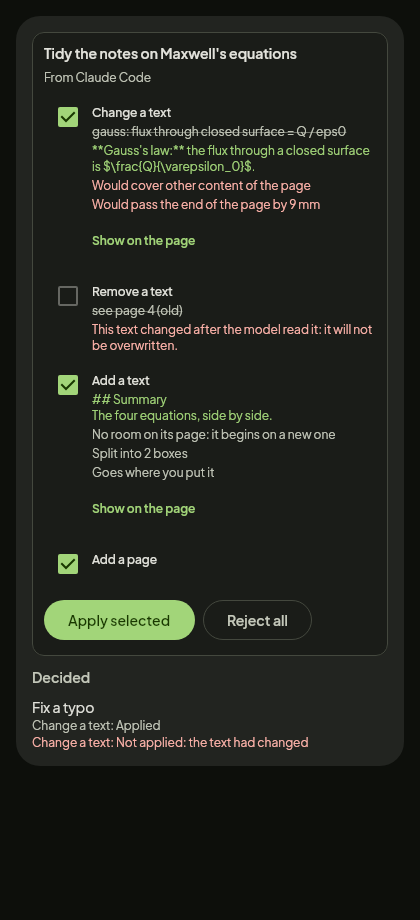 Tidy the notes on Maxwell's equations
From Claude Code
Change a text
gauss: flux through closed surface = Q / eps0
**Gauss's law:** the flux through a closed surface
is $\frac{Q}{\varepsilon_0}$.
Would cover other content of the page
Would pass the end of the page by 9 mm
Show on the page
Remove a text
see page 4 (old)
This text changed after the model read it: it will not
be overwritten.
Add a text
## Summary
The four equations, side by side.
No room on its page: it begins on a new one
Split into 2 boxes
Goes where you put it
Show on the page
Add a page
Apply selected
Reject all
Decided
Fix a typo
Change a text: Applied
Change a text: Not applied: the text had changed